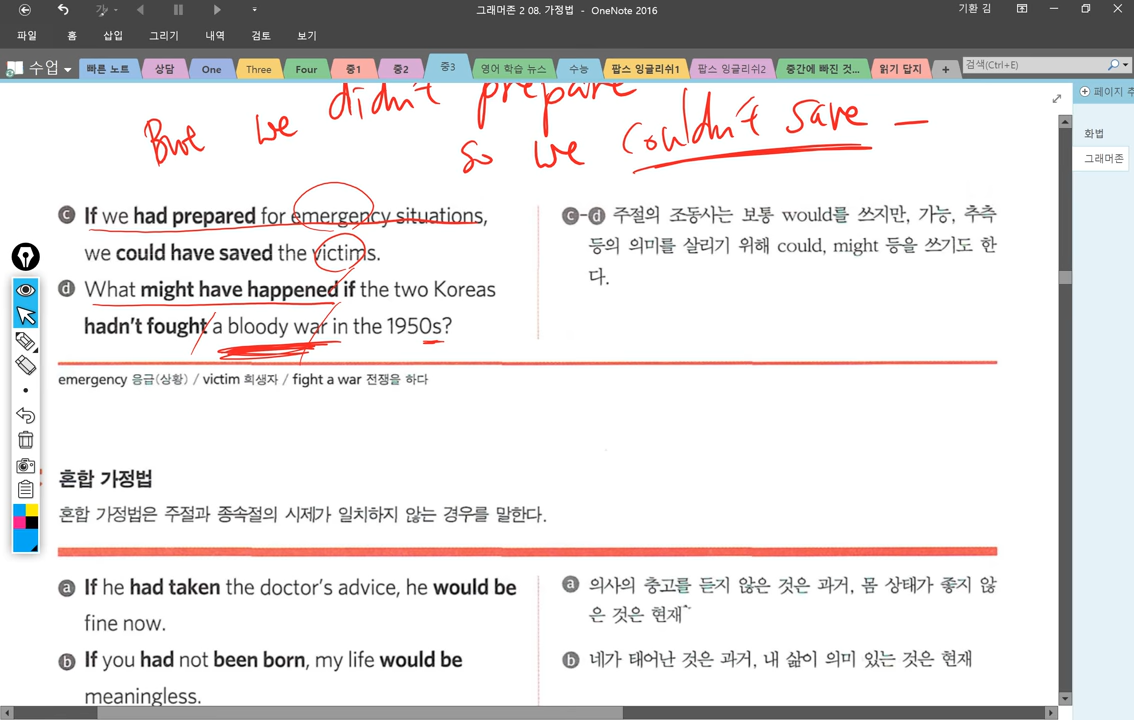 그래머존 2 08. 가정법 - OneNote 2016
기환 김
파일 홈 삽입 그리기 내역 검토 보기
수업 빠른 노트 상담 One Three Four 중1 중2 중3 영어 학습 뉴스 수능 팝스 잉글리쉬1 팝스 잉글리쉬2 중간에 빠진 것... 읽기 답지 + 검색(Ctrl+E)
페이지 추
화법
그래머존
didn't prepare
But we
so we couldn't save —
c If we had prepared for emergency situations,
we could have saved the victims.
d What might have happened if the two Koreas
hadn't fought a bloody war in the 1950s?
c-d 주절의 조동사는 보통 would를 쓰지만, 가능, 추측
등의 의미를 살리기 위해 could, might 등을 쓰기도 한
다.
emergency 응급(상황) / victim 희생자 / fight a war 전쟁을 하다
혼합 가정법
혼합 가정법은 주절과 종속절의 시제가 일치하지 않는 경우를 말한다.
a If he had taken the doctor's advice, he would be
fine now.
b If you had not been born, my life would be
meaningless.
a 의사의 충고를 듣지 않은 것은 과거, 몸 상태가 좋지 않
은 것은 현재
b 네가 태어난 것은 과거, 내 삶이 의미 있는 것은 현재